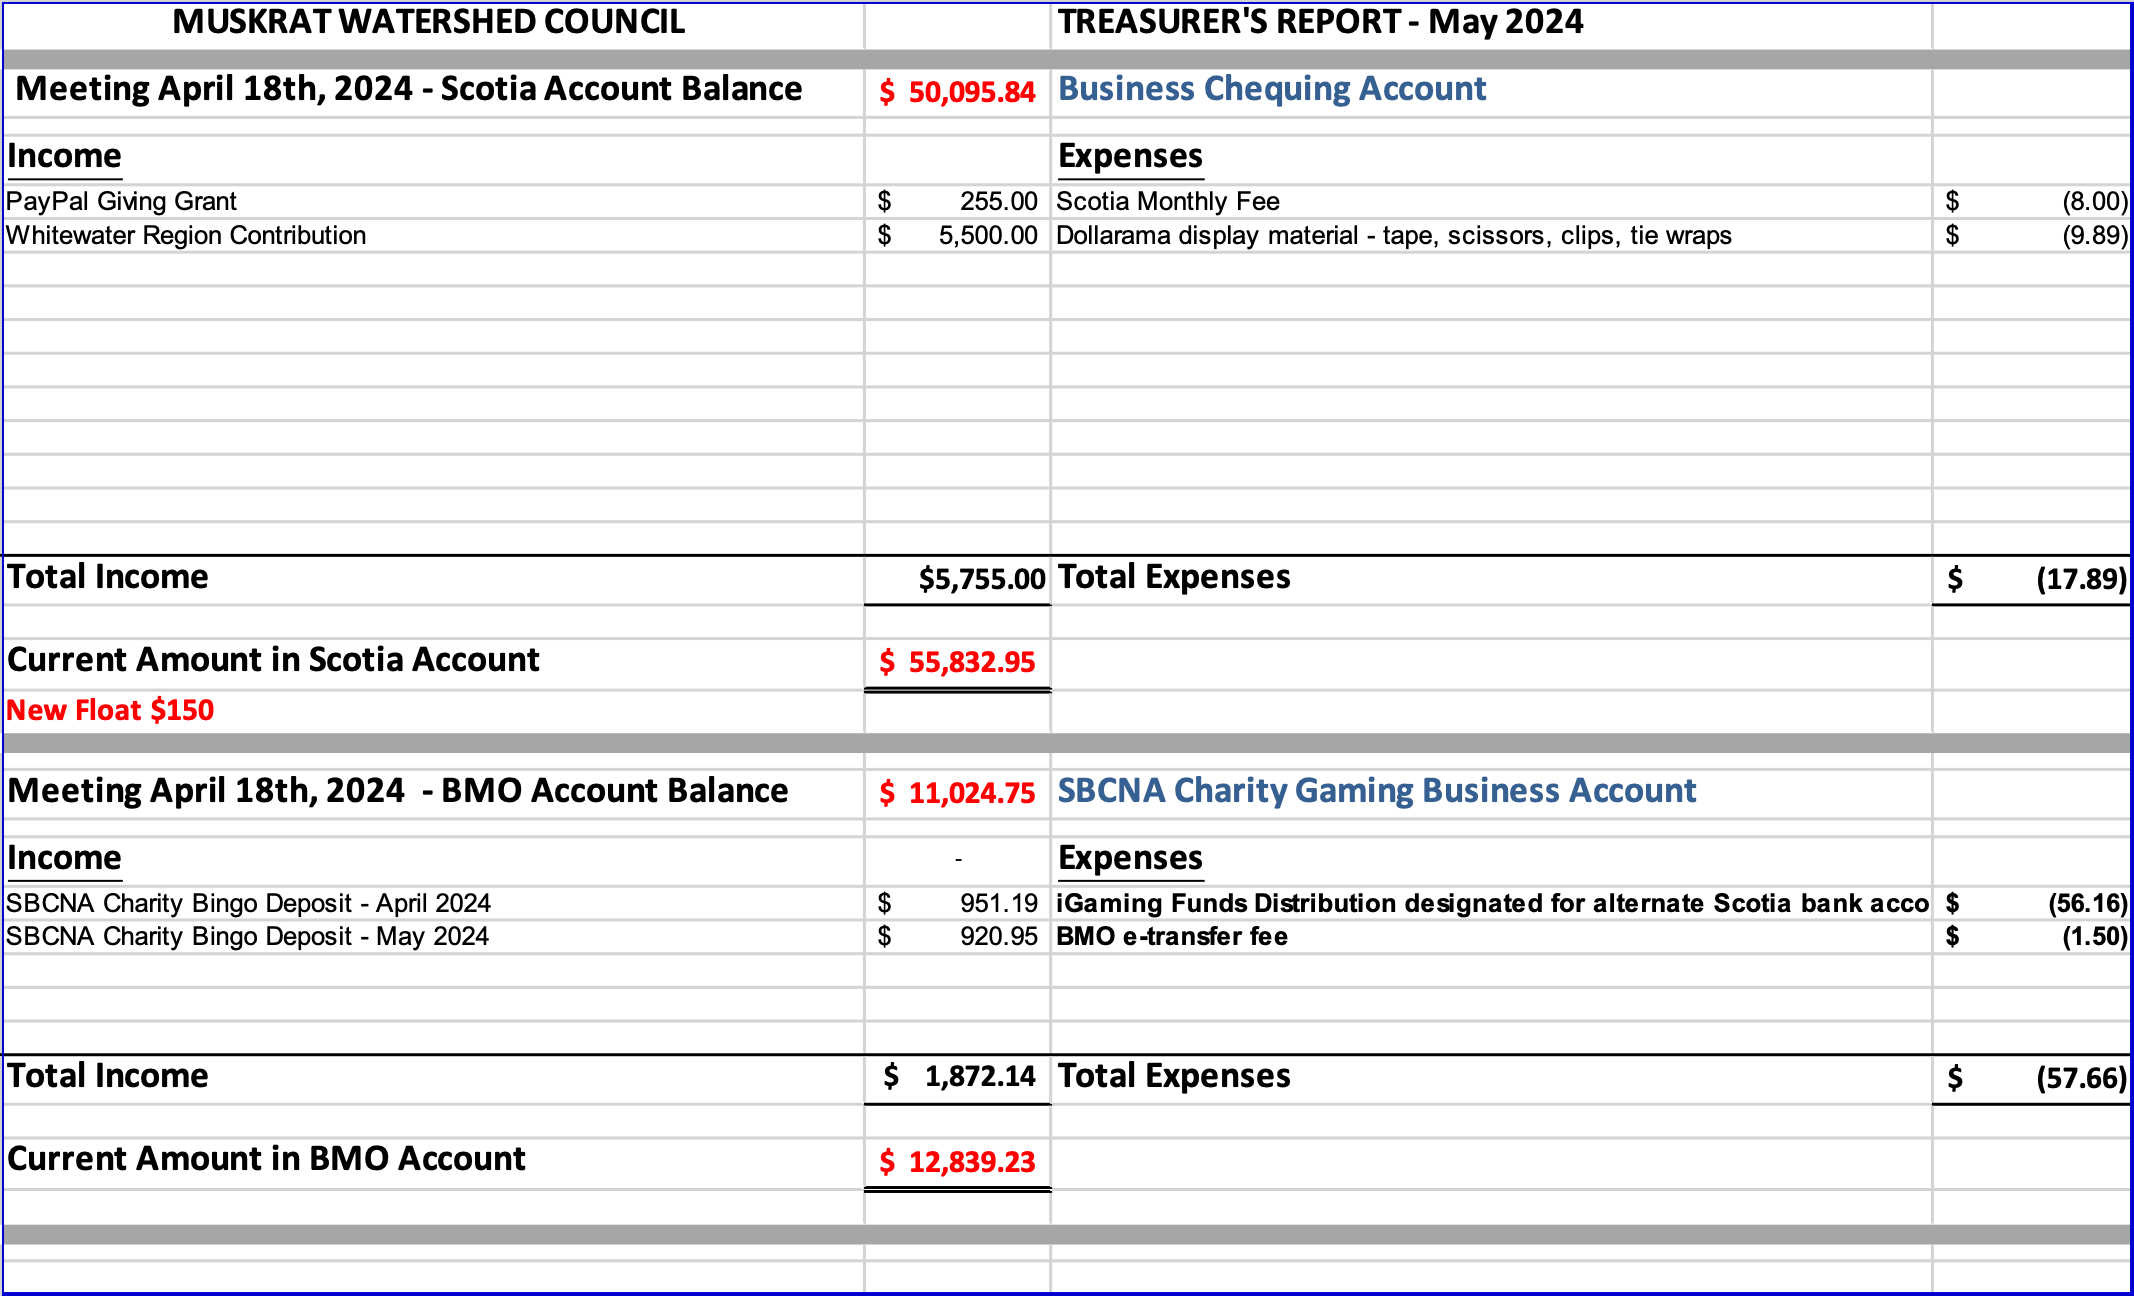 MUSKRAT WATERSHED COUNCIL TREASURER'S REPORT - May 2024
Meeting April 18th, 2024 - Scotia Account Balance $ 50,095.84 Business Chequing Account
Income Expenses
PayPal Giving Grant $ 255.00 Scotia Monthly Fee $ (8.00)
Whitewater Region Contribution $ 5,500.00 Dollarama display material - tape, scissors, clips, tie wraps $ (9.89)
Total Income $5,755.00 Total Expenses $ (17.89)
Current Amount in Scotia Account $ 55,832.95
New Float $150
Meeting April 18th, 2024 - BMO Account Balance $ 11,024.75 SBCNA Charity Gaming Business Account
Income - Expenses
SBCNA Charity Bingo Deposit - April 2024 $ 951.19 iGaming Funds Distribution designated for alternate Scotia bank acco $ (56.16)
SBCNA Charity Bingo Deposit - May 2024 $ 920.95 BMO e-transfer fee $ (1.50)
Total Income $ 1,872.14 Total Expenses $ (57.66)
Current Amount in BMO Account $ 12,839.23